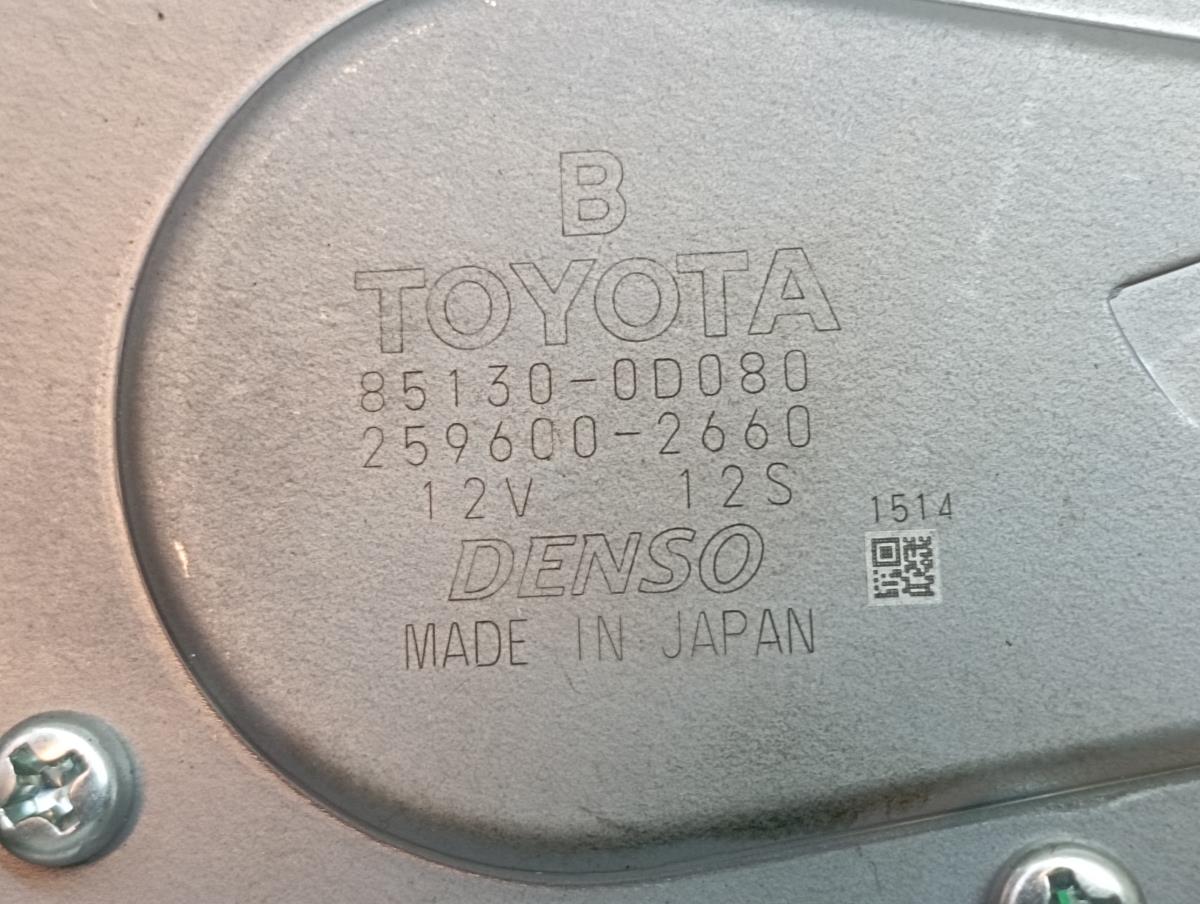 B
TOYOTA
85130-0D080
259600-2660
12V 12S
1514
DENSO
MADE IN JAPAN